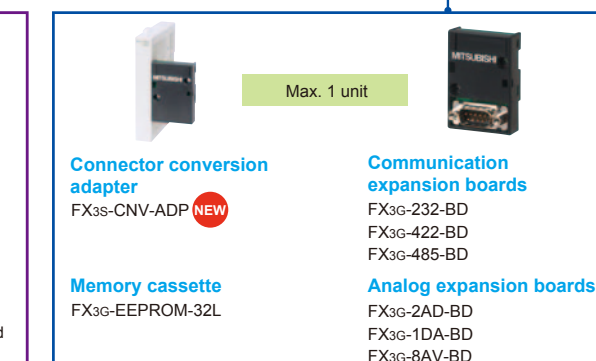 MITSUBISHI
MITSUBISHI
Max. 1 unit
Connector conversion
adapter
FX3S-CNV-ADP NEW
Memory cassette
FX3G-EEPROM-32L
Communication
expansion boards
FX3G-232-BD
FX3G-422-BD
FX3G-485-BD
Analog expansion boards
FX3G-2AD-BD
FX3G-1DA-BD
FX3G-8AV-BD